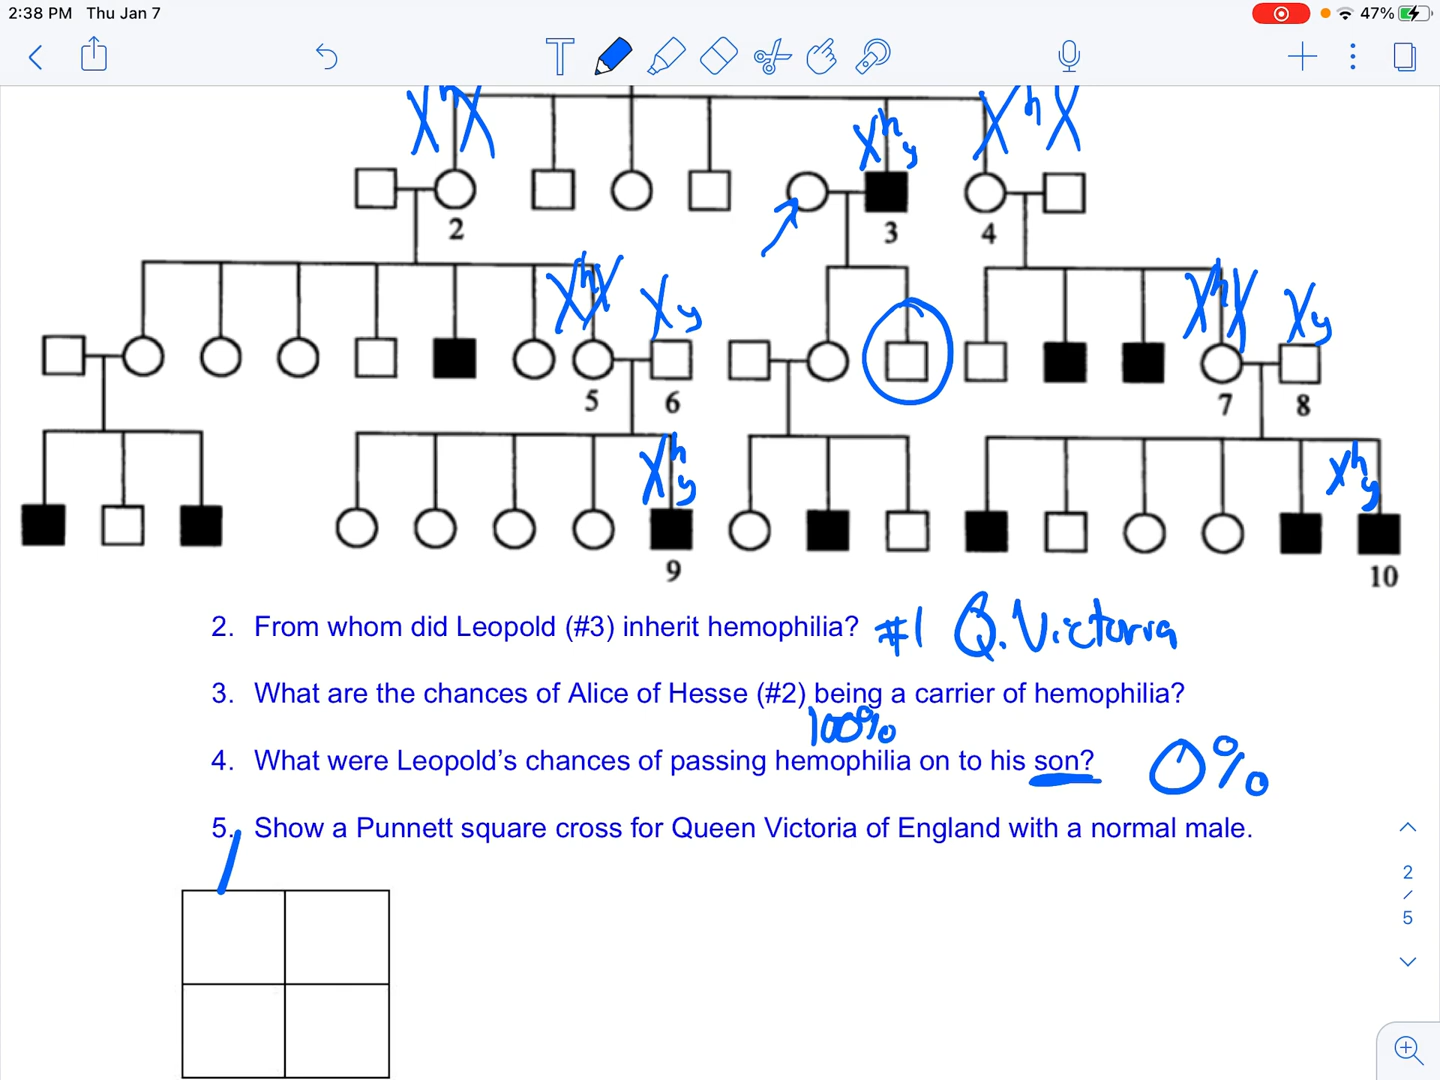 2:38 PM Thu Jan 7 47%
T
XʰX Xʰy XʰX
2 3 4
XʰX Xy XʰX Xy
5 6 7 8
Xʰy Xʰy
9 10
2. From whom did Leopold (#3) inherit hemophilia? #1 Q. Victoria
3. What are the chances of Alice of Hesse (#2) being a carrier of hemophilia?
100%
4. What were Leopold's chances of passing hemophilia on to his son? 0%
5. Show a Punnett square cross for Queen Victoria of England with a normal male.
2
/
5